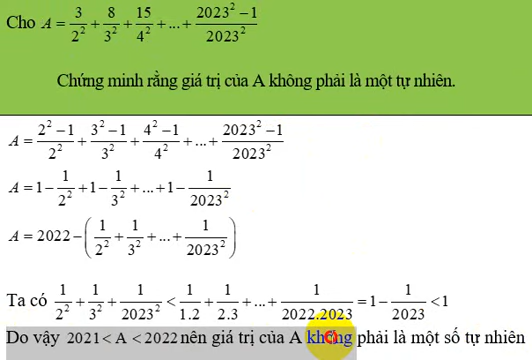 Cho A = 3/2² + 8/3² + 15/4² + ... + (2023² − 1)/2023²
Chứng minh rằng giá trị của A không phải là một tự nhiên.
A = (2² − 1)/2² + (3² − 1)/3² + (4² − 1)/4² + ... + (2023² − 1)/2023²
A = 1 − 1/2² + 1 − 1/3² + ... + 1 − 1/2023²
A = 2022 − (1/2² + 1/3² + ... + 1/2023²)
Ta có 1/2² + 1/3² + 1/2023² < 1/1.2 + 1/2.3 + ... + 1/2022.2023 = 1 − 1/2023 < 1
Do vậy 2021 < A < 2022 nên giá trị của A không phải là một số tự nhiên